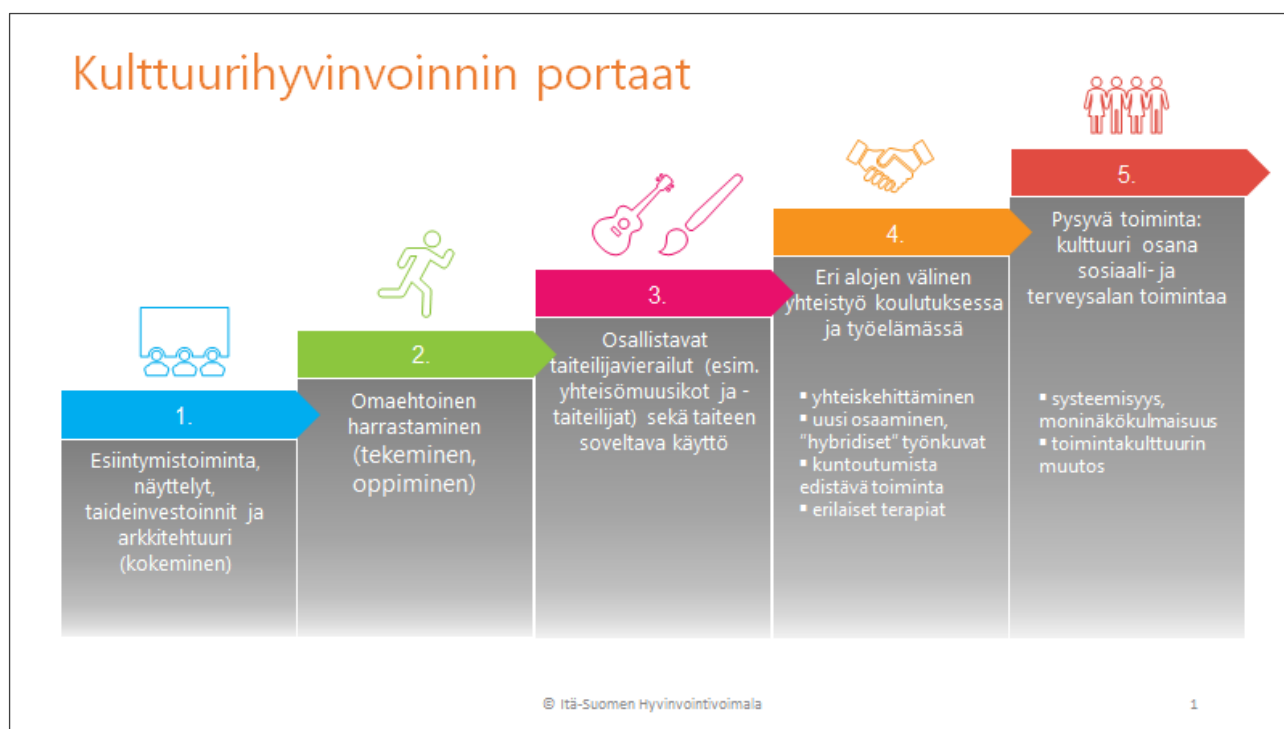 Kulttuurihyvinvoinnin portaat
1.
Esiintymistoiminta,
näyttelyt,
taideinvestoinnit ja
arkkitehtuuri
(kokeminen)
2.
Omaehtoinen
harrastaminen
(tekeminen,
oppiminen)
3.
Osallistavat
taiteilijavierailut (esim.
yhteisömuusikot ja -
taiteilijat) sekä taiteen
soveltava käyttö
4.
Eri alojen välinen
yhteistyö koulutuksessa
ja työelämässä
▪ yhteiskehittäminen
▪ uusi osaaminen,
"hybridiset" työnkuvat
▪ kuntoutumista
edistävä toiminta
▪ erilaiset terapiat
5.
Pysyvä toiminta:
kulttuuri osana
sosiaali- ja
terveysalan toimintaa
▪ systeemisyys,
moninäkökulmaisuus
▪ toimintakulttuurin
muutos
© Itä-Suomen Hyvinvointivoimala
1